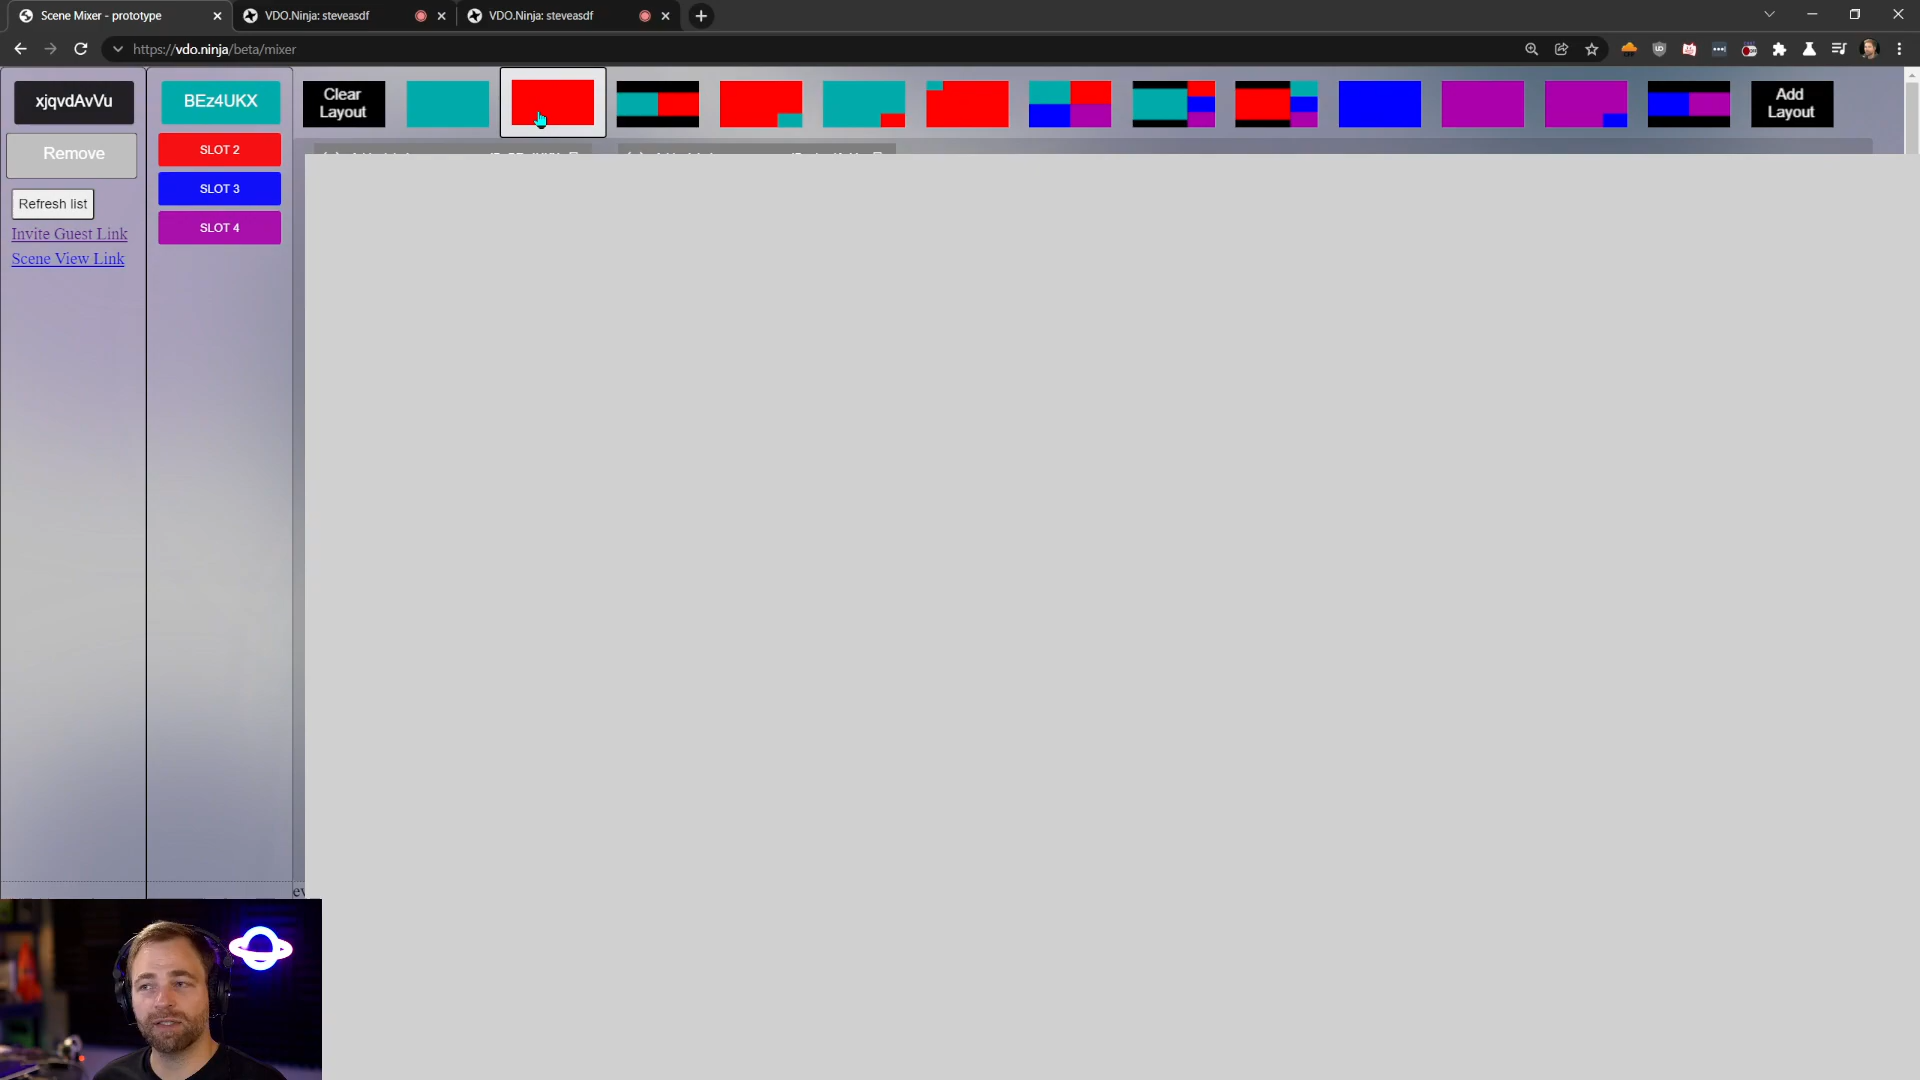 Scene Mixer - prototype
VDO.Ninja: steveasdf
VDO.Ninja: steveasdf
https://vdo.ninja/beta/mixer
xjqvdAvVu
BEz4UKX
Clear
Layout
Add
Layout
Remove
SLOT 2
SLOT 3
SLOT 4
Refresh list
Invite Guest Link
Scene View Link